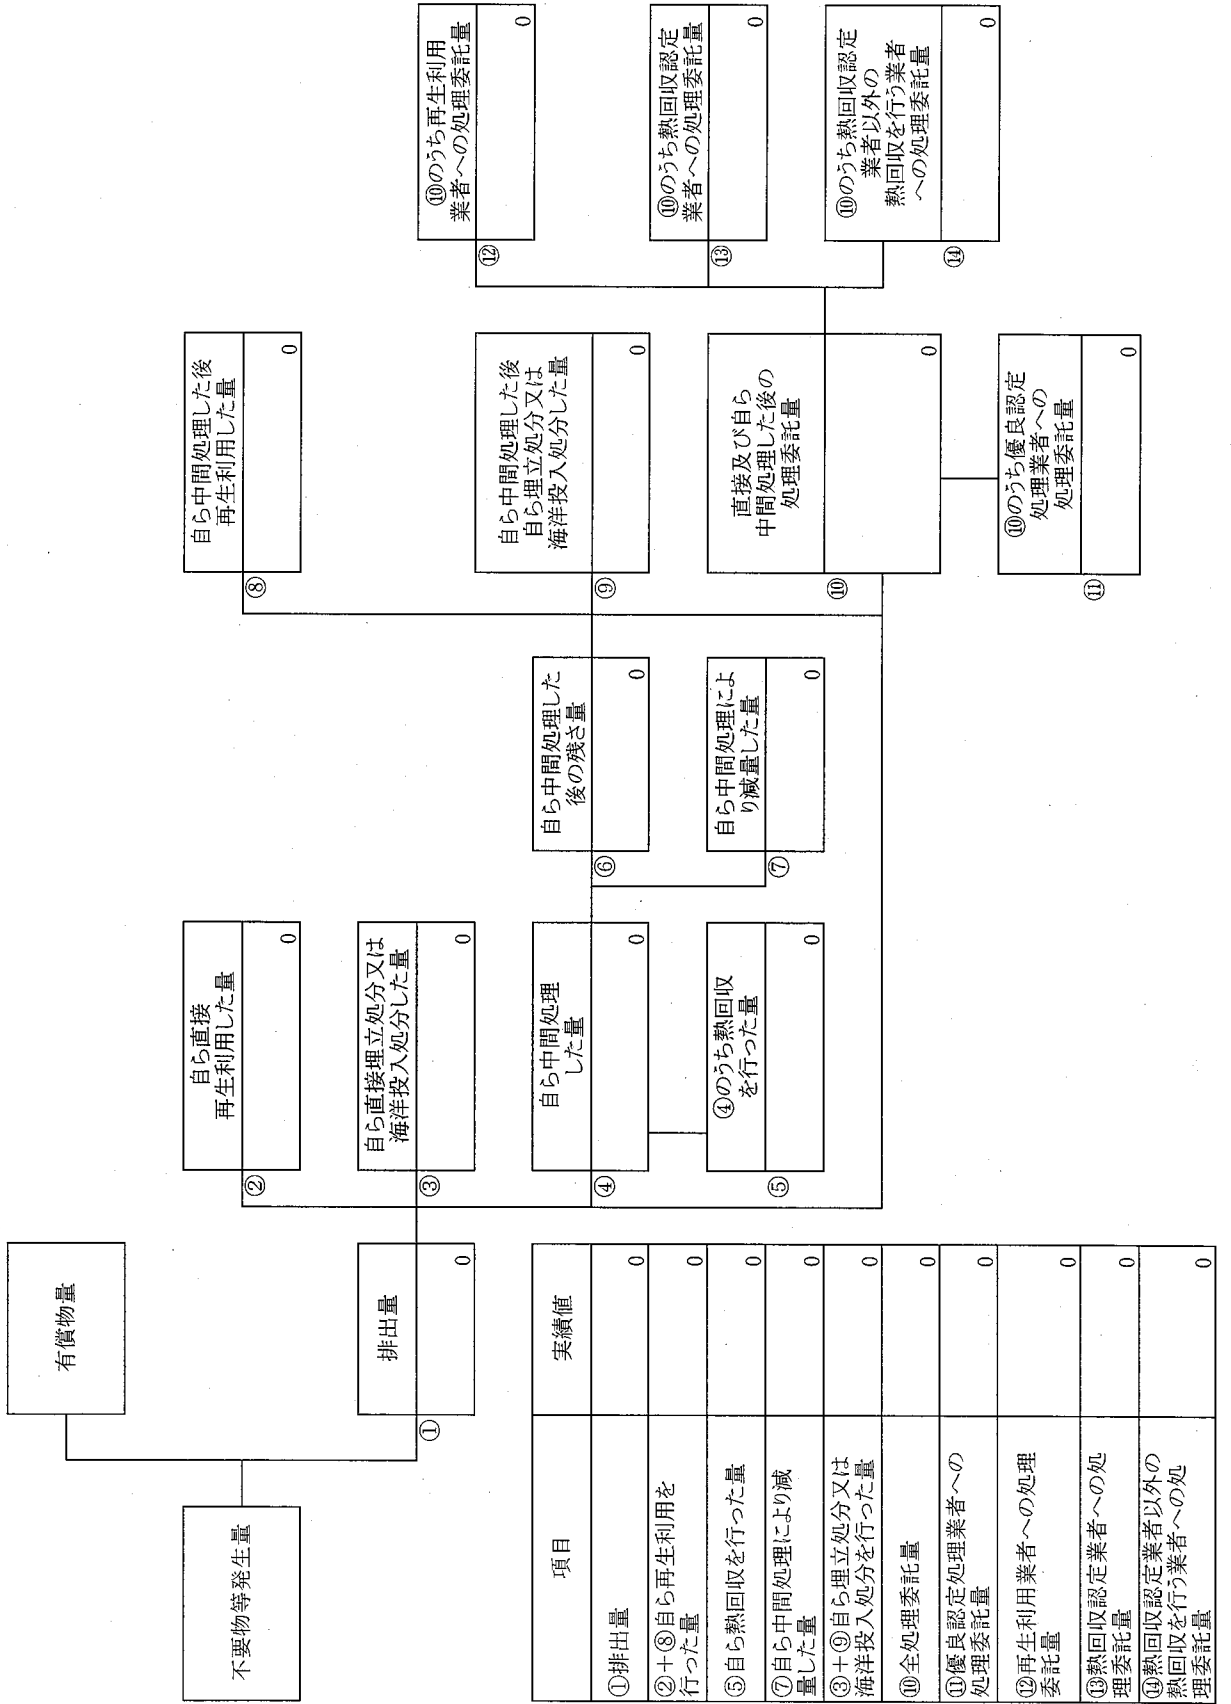 不要物等発生量
有償物量
排出量
①
0
自ら直接
再生利用した量
②
0
自ら直接埋立処分又は
海洋投入処分した量
③
0
自ら中間処理
した量
④
0
④のうち熱回収
を行った量
⑤
0
自ら中間処理した
後の残さ量
⑥
0
自ら中間処理によ
り減量した量
⑦
0
自ら中間処理した後
再生利用した量
⑧
0
自ら中間処理した後
自ら埋立処分又は
海洋投入処分した量
⑨
0
直接及び自ら
中間処理した後の
処理委託量
⑩
0
⑩のうち優良認定
処理業者への
処理委託量
⑪
0
⑩のうち再生利用
業者への処理委託量
⑫
0
⑩のうち熱回収認定
業者への処理委託量
⑬
0
⑩のうち熱回収認定
業者以外の
熱回収を行う業者
への処理委託量
⑭
0
項目 実績値
①排出量 0
②＋⑧自ら再生利用を
行った量 0
⑤自ら熱回収を行った量 0
⑦自ら中間処理により減
量した量 0
③＋⑨自ら埋立処分又は
海洋投入処分を行った量 0
⑩全処理委託量 0
⑪優良認定処理業者への
処理委託量 0
⑫再生利用業者への処理
委託量 0
⑬熱回収認定業者への処
理委託量 0
⑭熱回収認定業者以外の
熱回収を行う業者への処
理委託量 0